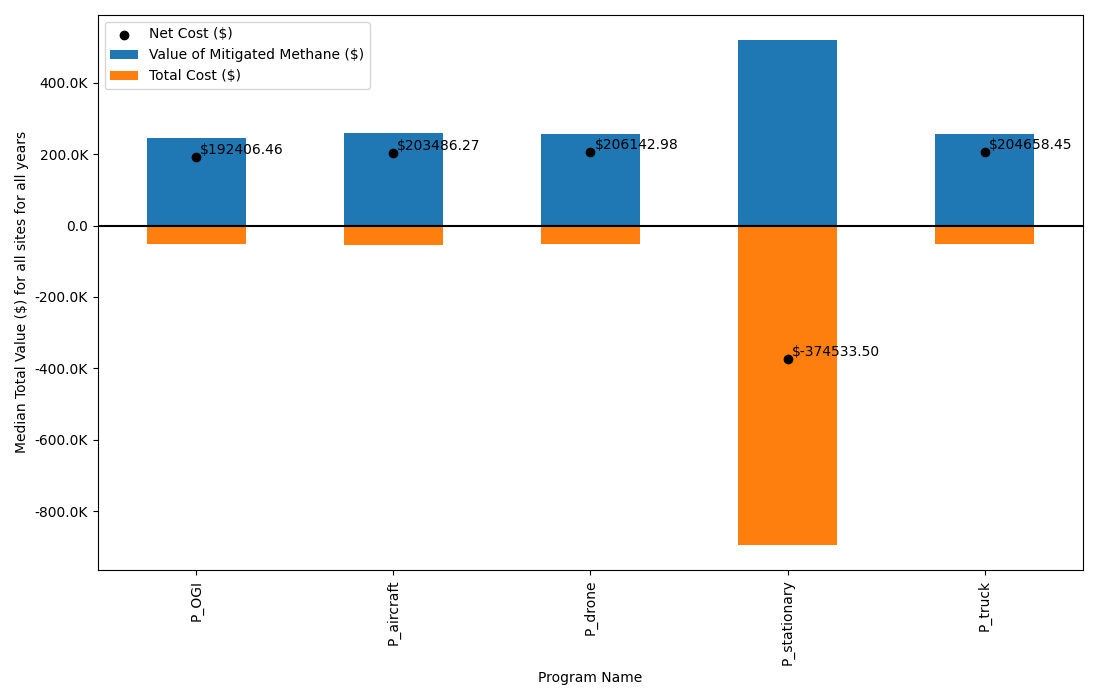 Net Cost ($)
Value of Mitigated Methane ($)
Total Cost ($)
400.0K
200.0K
0.0
-200.0K
-400.0K
-600.0K
-800.0K
Median Total Value ($) for all sites for all years
$192406.46
$203486.27
$206142.98
$-374533.50
$204658.45
P_OGI
P_aircraft
P_drone
P_stationary
P_truck
Program Name